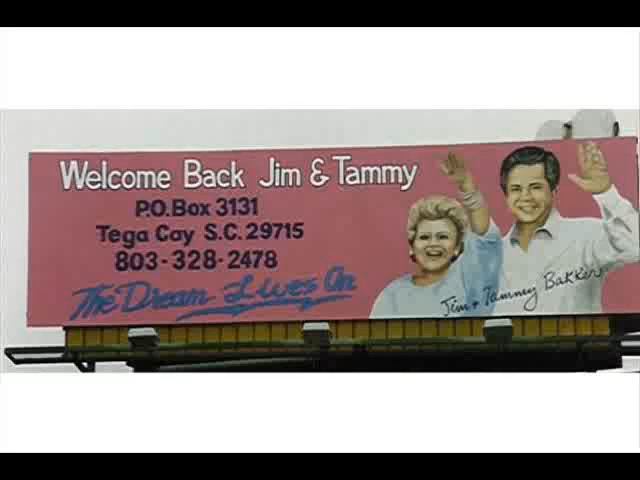 Welcome Back Jim & Tammy
P.O.Box 3131
Tega Cay S.C. 29715
803-328-2478
The Dream Lives On
Jim + Tammy Bakker